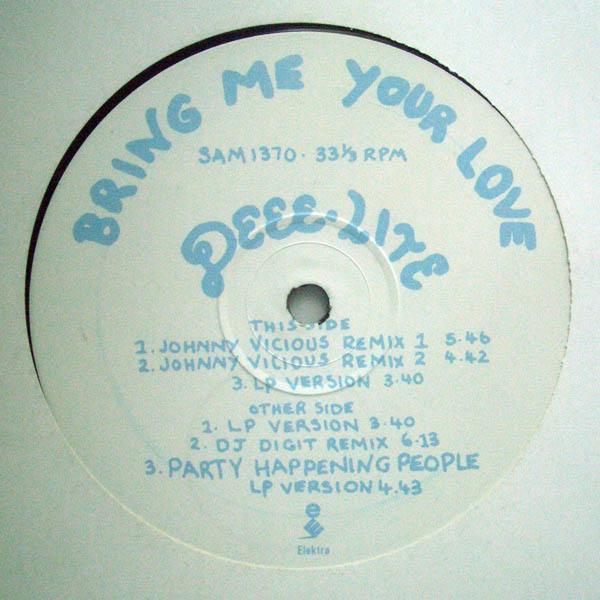 BRING ME YOUR LOVE
SAM1370 · 33⅓ RPM
DEEE·LITE
THIS SIDE
1. JOHNNY VICIOUS REMIX 1 5·46
2. JOHNNY VICIOUS REMIX 2 4.42
3. LP VERSION 3.40
OTHER SIDE
1. LP VERSION 3·40
2. DJ DIGIT REMIX 6·13
3. PARTY HAPPENING PEOPLE
LP VERSION 4.43
Elektra